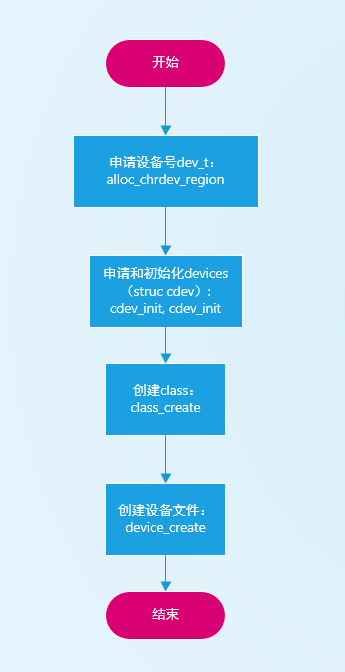 开始
申请设备号dev_t：
alloc_chrdev_region
申请和初始化devices
（struc cdev）：
cdev_init, cdev_init
创建class：
class_create
创建设备文件：
device_create
结束